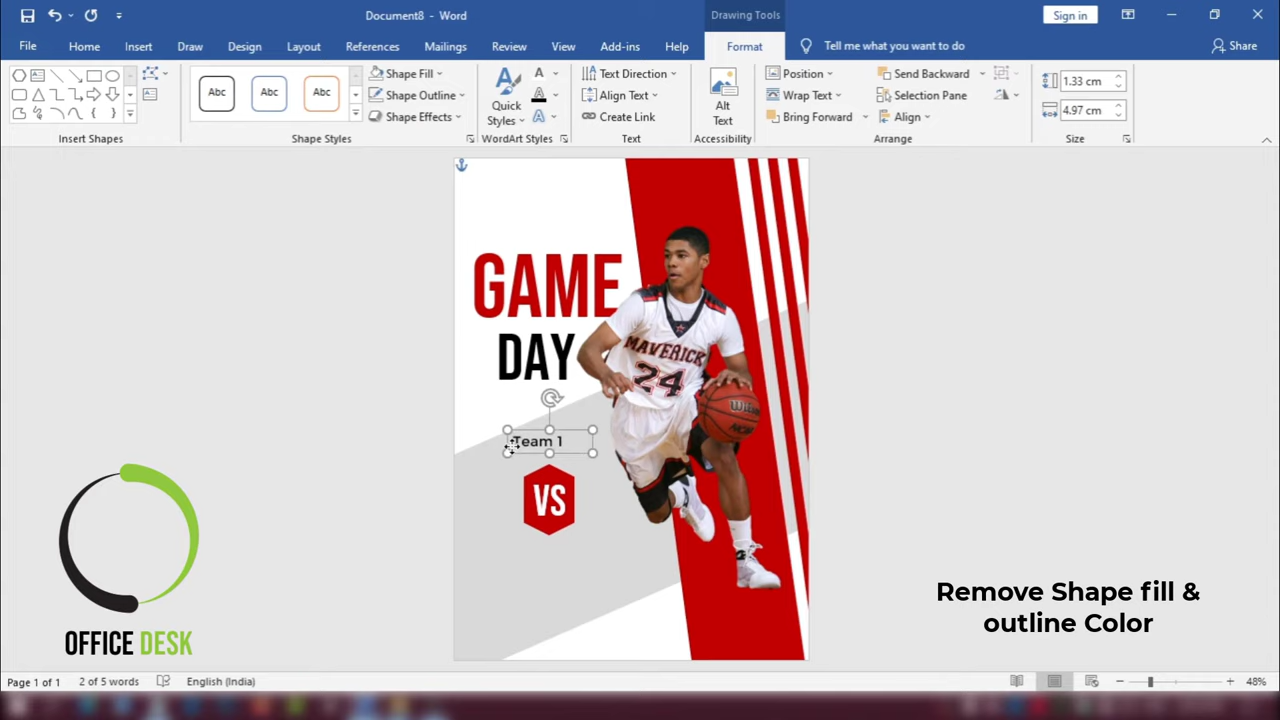 Document8 - Word
Drawing Tools
Sign in
File
Home
Insert
Draw
Design
Layout
References
Mailings
Review
View
Add-ins
Help
Format
Tell me what you want to do
Share
Abc
Abc
Abc
Shape Fill
Shape Outline
Shape Effects
Quick
Styles
A
A
A
Text Direction
Align Text
Create Link
Alt
Text
Position
Wrap Text
Bring Forward
Send Backward
Selection Pane
Align
1.33 cm
4.97 cm
Insert Shapes
Shape Styles
WordArt Styles
Text
Accessibility
Arrange
Size
GAME
DAY
MAVERICK
24
Wilson
Team 1
VS
OFFICE DESK
Remove Shape fill &
outline Color
Page 1 of 1
2 of 5 words
English (India)
48%